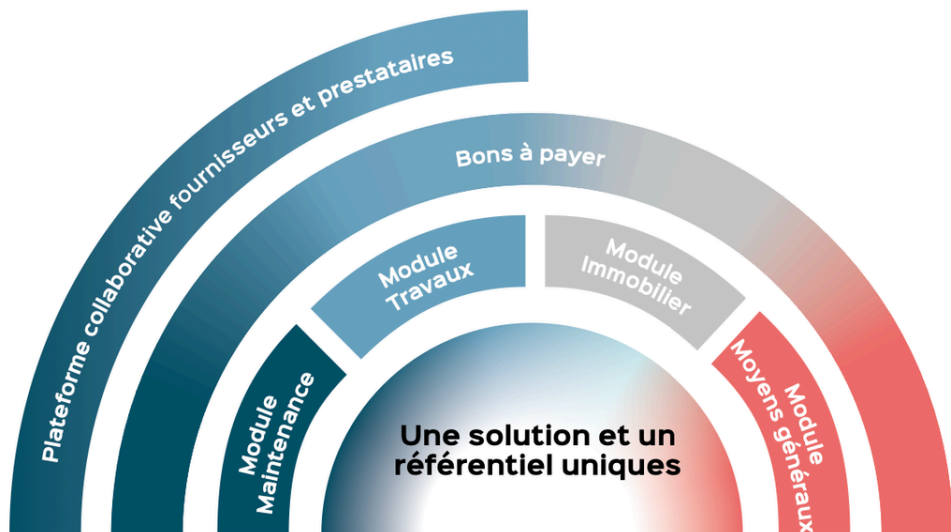 Plateforme collaborative fournisseurs et prestataires
Bons à payer
Module
Travaux
Module
Immobilier
Module
Maintenance
Module
Moyens généraux
Une solution et un
référentiel uniques